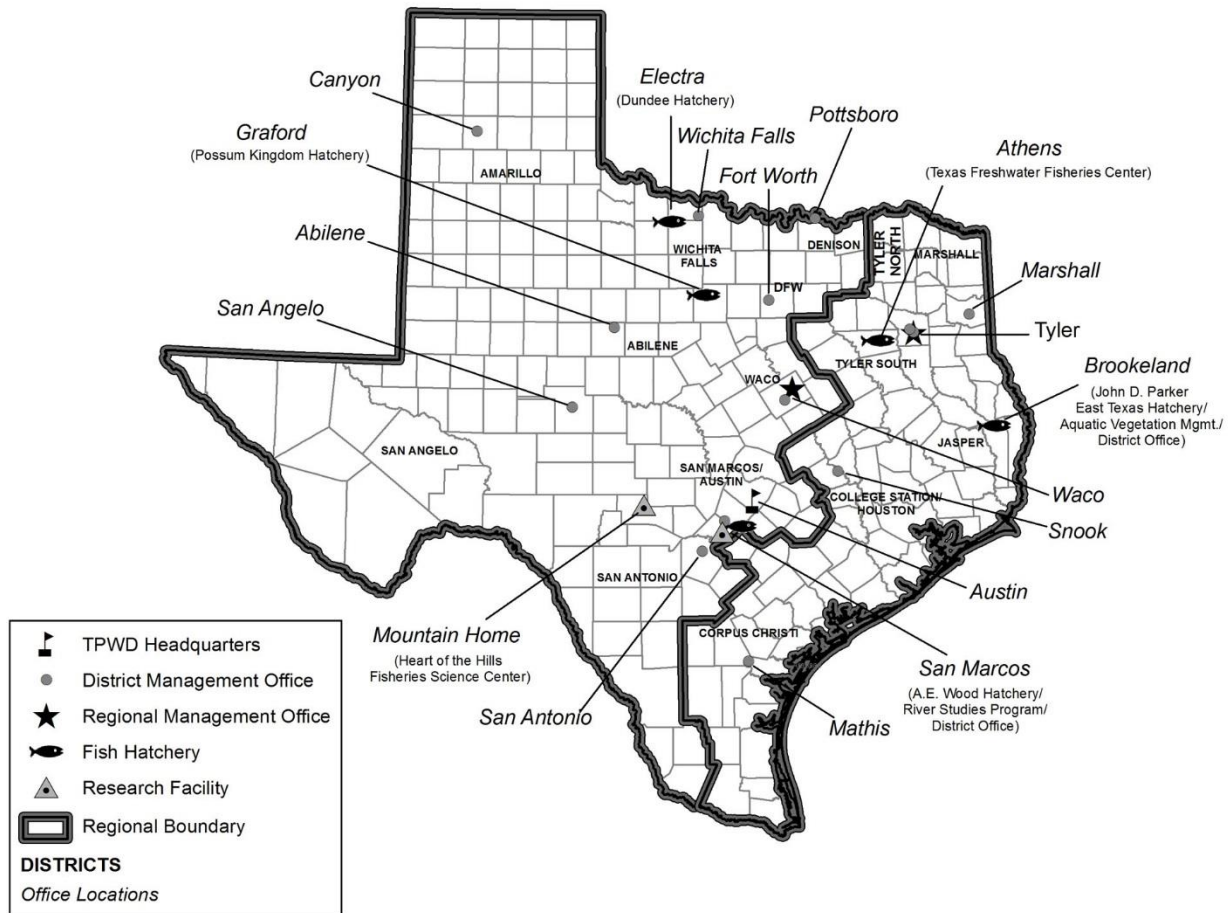 Canyon
Electra
(Dundee Hatchery)
Pottsboro
Graford
(Possum Kingdom Hatchery)
Wichita Falls
Athens
(Texas Freshwater Fisheries Center)
AMARILLO
Fort Worth
Abilene
WICHITA
FALLS
DENISON
TYLER
NORTH
MARSHALL
Marshall
San Angelo
DFW
Tyler
ABILENE
TYLER SOUTH
Brookeland
(John D. Parker
East Texas Hatchery/
Aquatic Vegetation Mgmt./
District Office)
WACO
SAN ANGELO
JASPER
SAN MARCOS/
AUSTIN
Waco
COLLEGE STATION/
HOUSTON
Snook
SAN ANTONIO
Austin
Mountain Home
(Heart of the Hills
Fisheries Science Center)
CORPUS CHRISTI
San Marcos
(A.E. Wood Hatchery/
River Studies Program/
District Office)
San Antonio
Mathis
TPWD Headquarters
District Management Office
Regional Management Office
Fish Hatchery
Research Facility
Regional Boundary
DISTRICTS
Office Locations